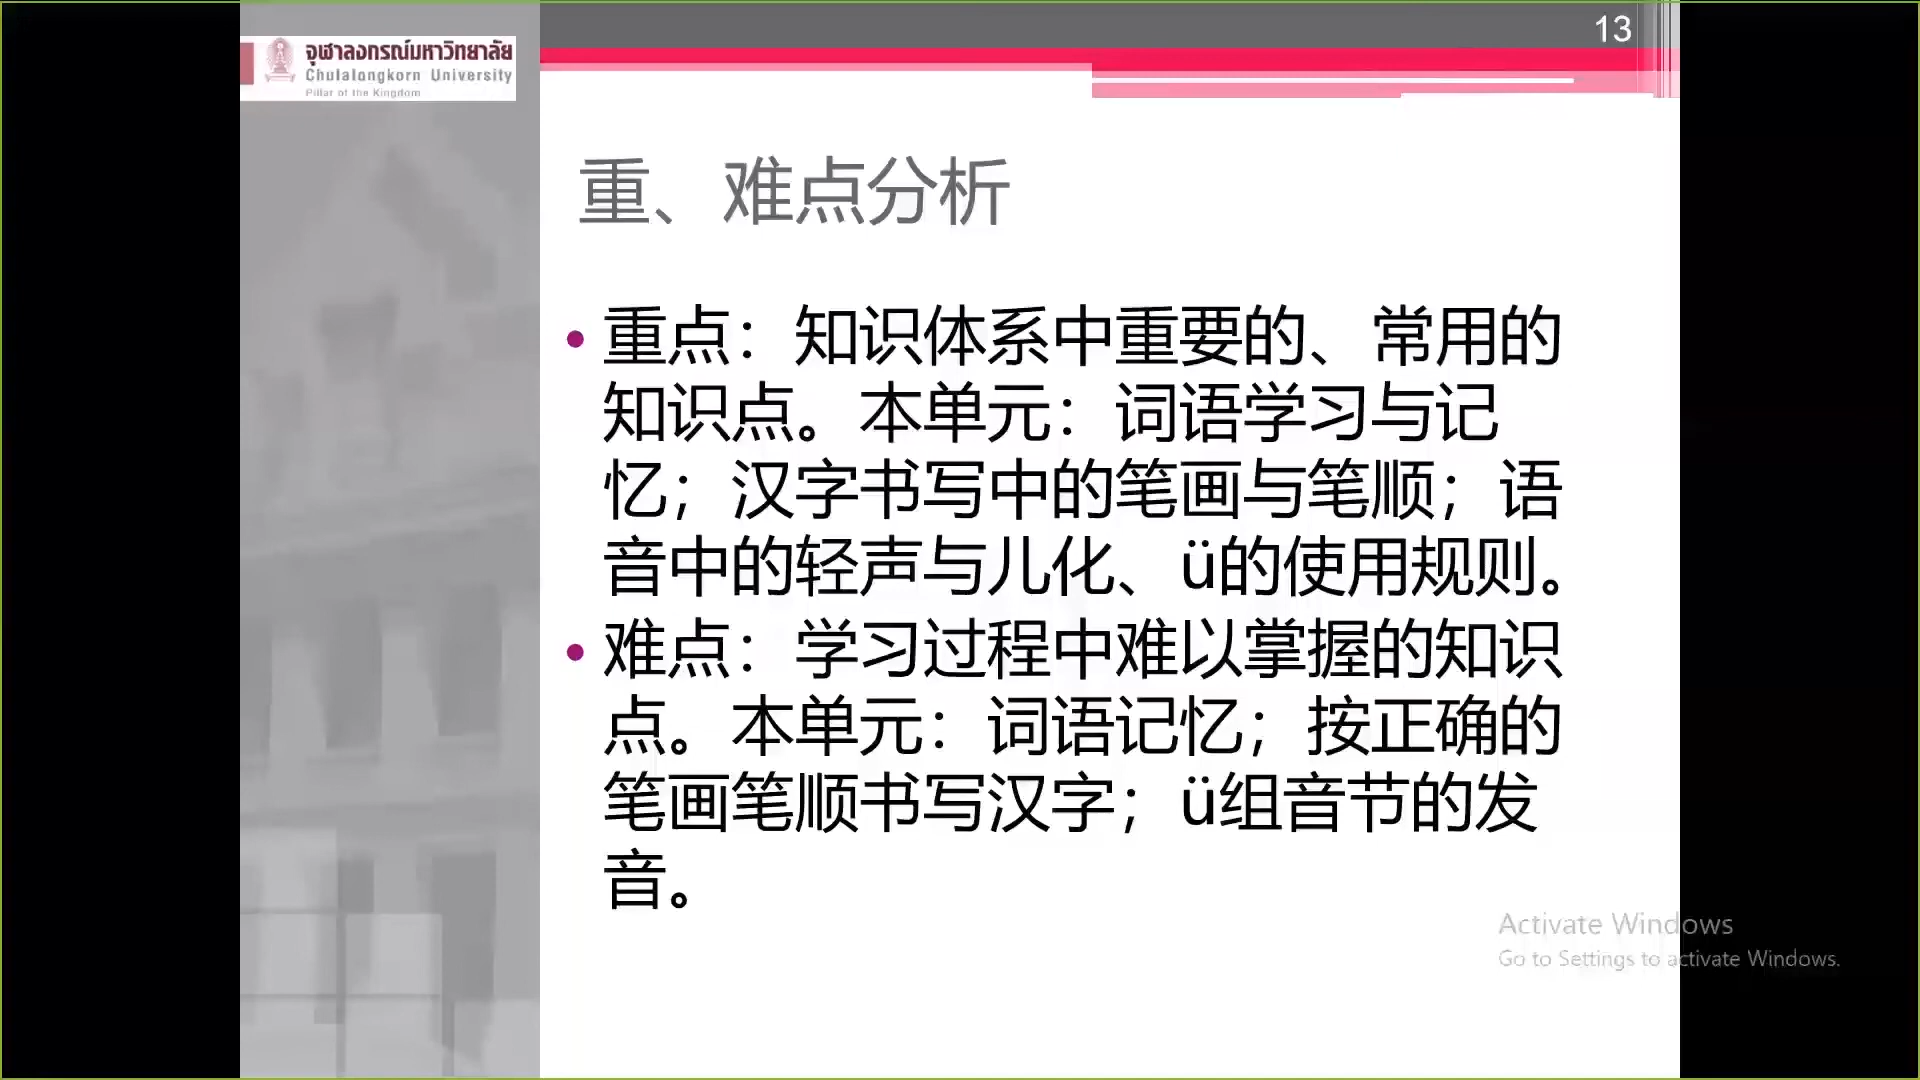 13
จุฬาลงกรณ์มหาวิทยาลัย
Chulalongkorn University
Pillar of the Kingdom
重、难点分析
• 重点：知识体系中重要的、常用的
知识点。本单元：词语学习与记
忆；汉字书写中的笔画与笔顺；语
音中的轻声与儿化、ü的使用规则。
• 难点：学习过程中难以掌握的知识
点。本单元：词语记忆；按正确的
笔画笔顺书写汉字；ü组音节的发
音。
Activate Windows
Go to Settings to activate Windows.